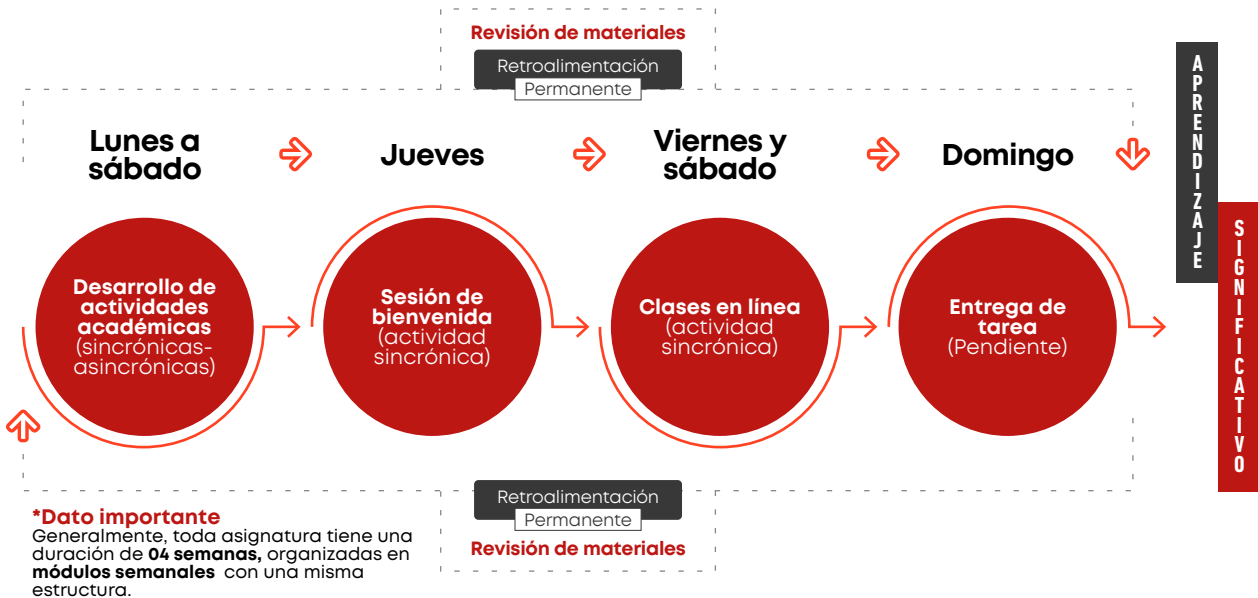 Revisión de materiales
Retroalimentación
Permanente
Lunes a
sábado
Jueves
Viernes y
sábado
Domingo
Desarrollo de
actividades
académicas
(sincrónicas-
asincrónicas)
Sesión de
bienvenida
(actividad
sincrónica)
Clases en línea
(actividad
sincrónica)
Entrega de
tarea
(Pendiente)
APRENDIZAJE
SIGNIFICATIVO
Retroalimentación
Permanente
Revisión de materiales
*Dato importante
Generalmente, toda asignatura tiene una
duración de 04 semanas, organizadas en
módulos semanales con una misma
estructura.